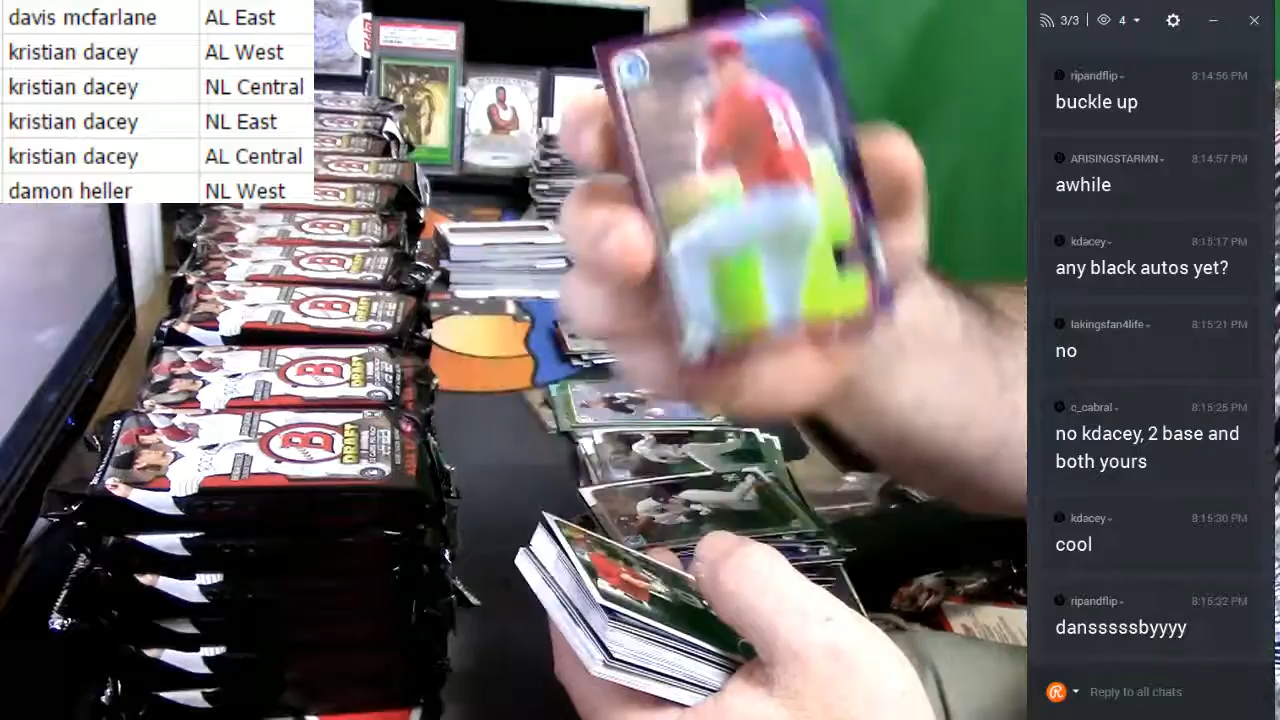 davis mcfarlane AL East
kristian dacey AL West
kristian dacey NL Central
kristian dacey NL East
kristian dacey AL Central
damon heller NL West
B
DRAFT
B
DRAFT
3/3 4
ripandflip 8:14:56 PM
buckle up
ARISINGSTARMN 8:14:57 PM
awhile
kdacey 8:15:17 PM
any black autos yet?
lakingsfan4life 8:15:21 PM
no
c_cabral 8:15:25 PM
no kdacey, 2 base and
both yours
kdacey 8:15:30 PM
cool
ripandflip 8:15:32 PM
dansssssbyyyy
Reply to all chats